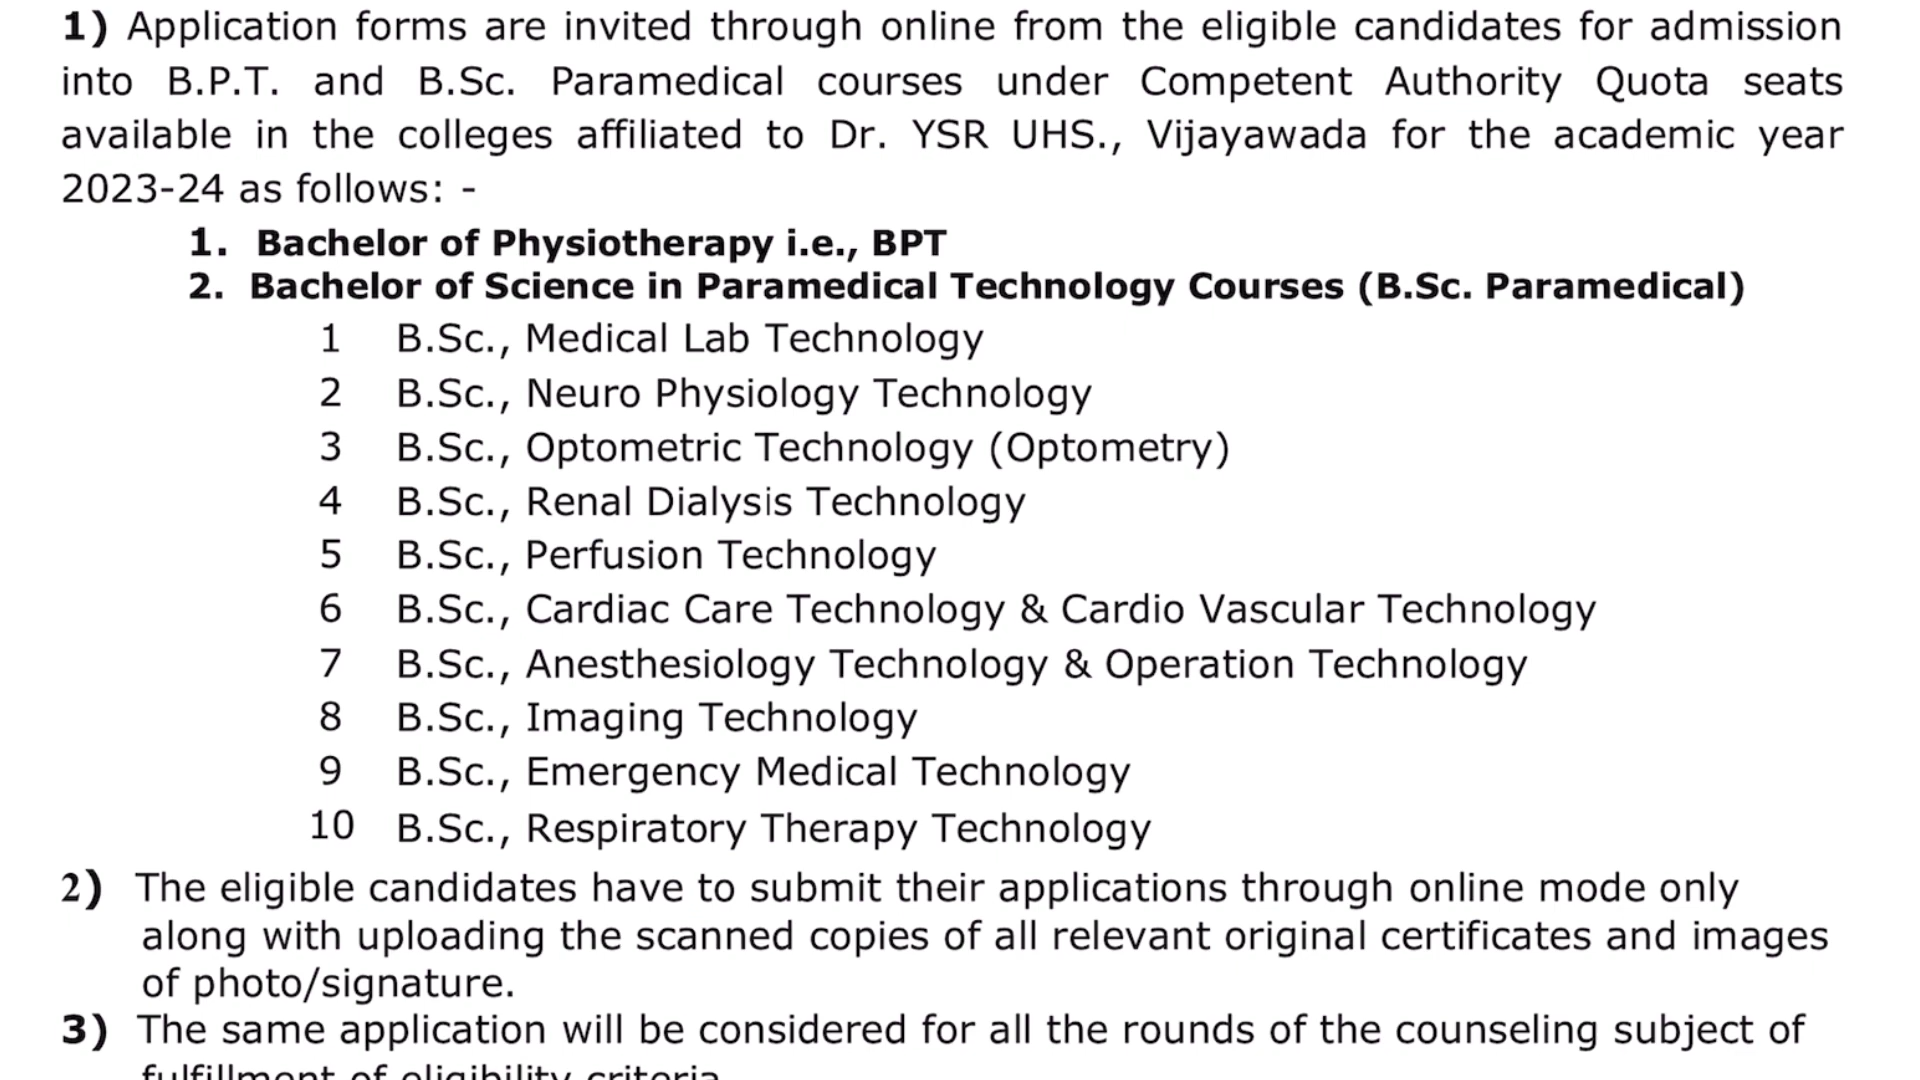 1) Application forms are invited through online from the eligible candidates for admission
into B.P.T. and B.Sc. Paramedical courses under Competent Authority Quota seats
available in the colleges affiliated to Dr. YSR UHS., Vijayawada for the academic year
2023-24 as follows: -
1. Bachelor of Physiotherapy i.e., BPT
2. Bachelor of Science in Paramedical Technology Courses (B.Sc. Paramedical)
1 B.Sc., Medical Lab Technology
2 B.Sc., Neuro Physiology Technology
3 B.Sc., Optometric Technology (Optometry)
4 B.Sc., Renal Dialysis Technology
5 B.Sc., Perfusion Technology
6 B.Sc., Cardiac Care Technology & Cardio Vascular Technology
7 B.Sc., Anesthesiology Technology & Operation Technology
8 B.Sc., Imaging Technology
9 B.Sc., Emergency Medical Technology
10 B.Sc., Respiratory Therapy Technology
2) The eligible candidates have to submit their applications through online mode only
along with uploading the scanned copies of all relevant original certificates and images
of photo/signature.
3) The same application will be considered for all the rounds of the counseling subject of
fulfillment of eligibility criteria